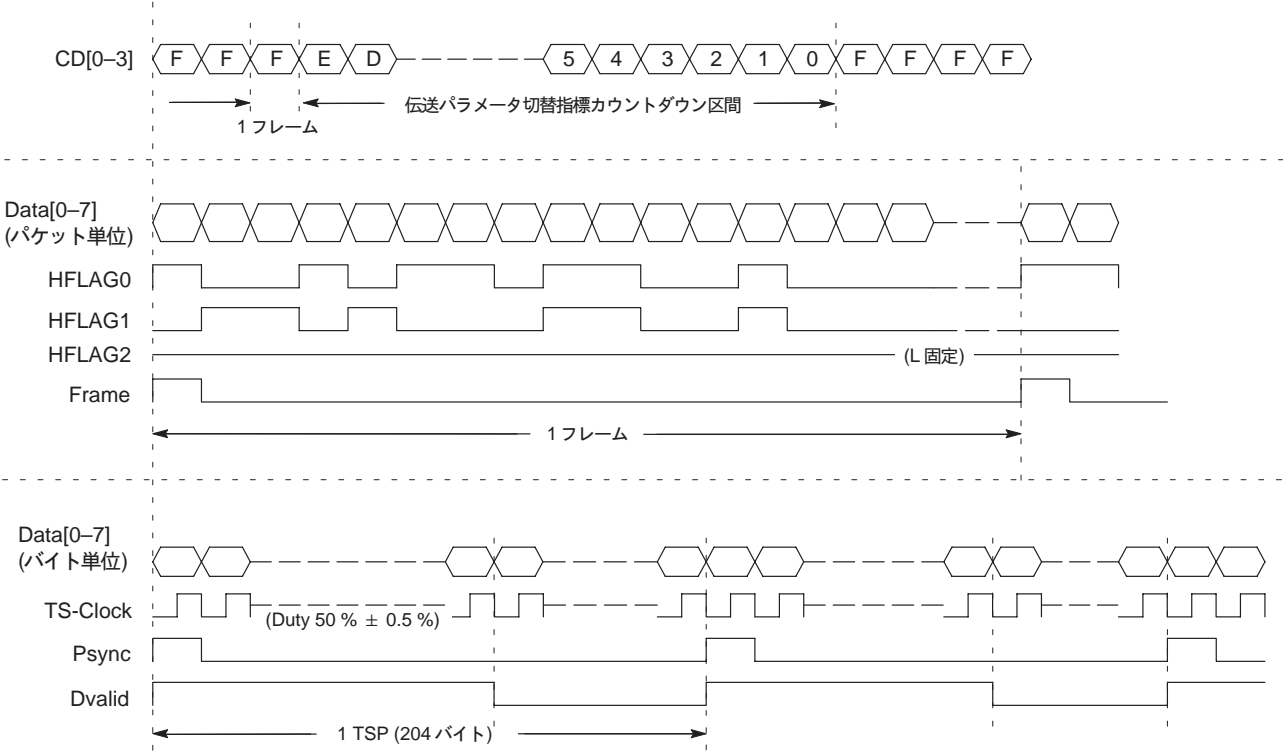 CD[0–3] F F F E D 5 4 3 2 1 0 F F F F
伝送パラメータ切替指標カウントダウン区間
1 フレーム
Data[0–7]
(パケット単位)
HFLAG0
HFLAG1
HFLAG2 (L 固定)
Frame
1 フレーム
Data[0–7]
(バイト単位)
TS-Clock (Duty 50 % ± 0.5 %)
Psync
Dvalid
1 TSP (204 バイト)